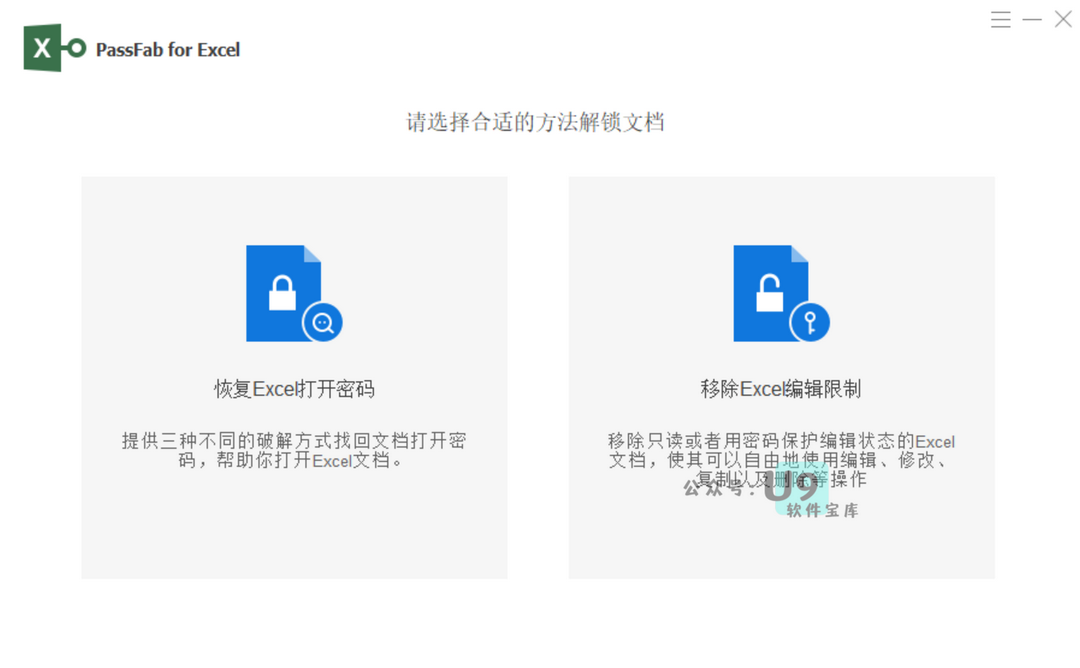 PassFab for Excel
请选择合适的方法解锁文档
恢复Excel打开密码
提供三种不同的破解方式找回文档打开密
码，帮助你打开Excel文档。
移除Excel编辑限制
移除只读或者用密码保护编辑状态的Excel
文档，使其可以自由地使用编辑、修改、
复制以及删除等操作
公众号：U9
软件宝库